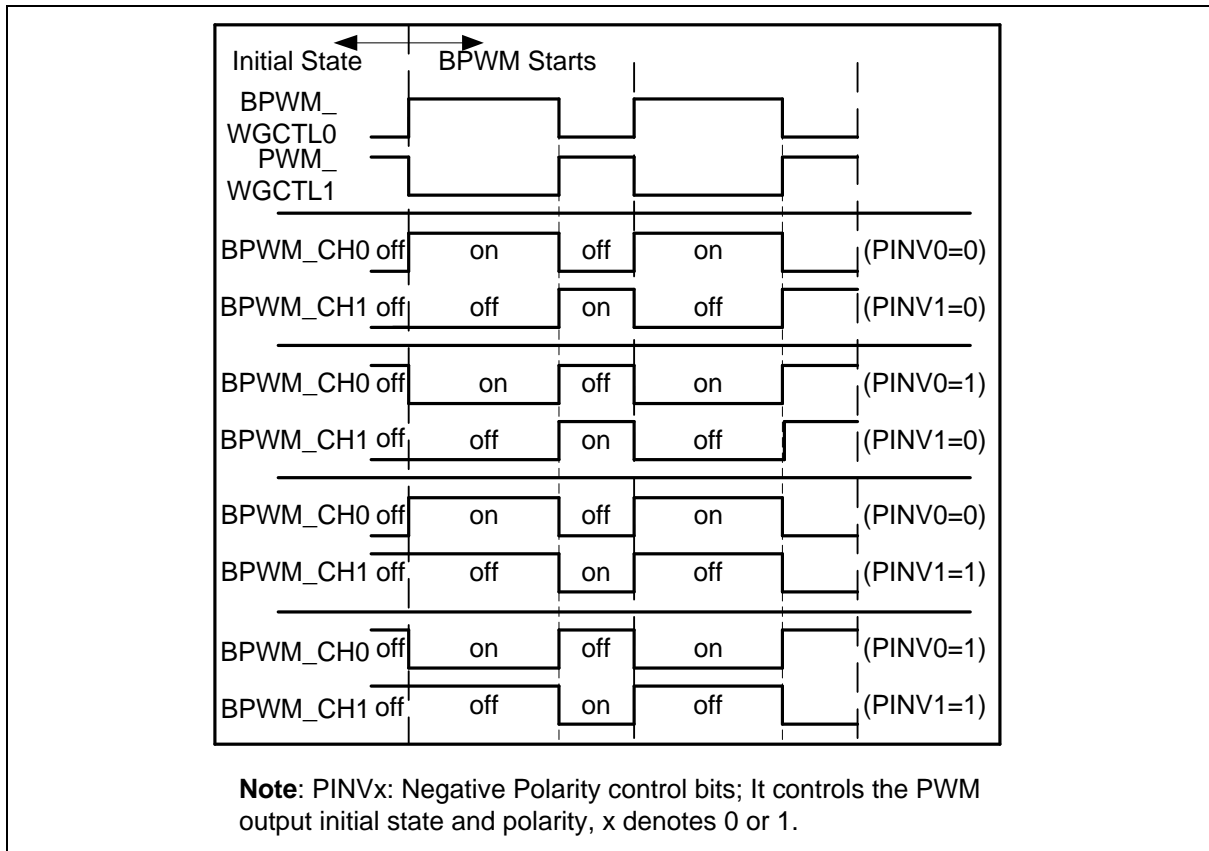 Initial State BPWM Starts
BPWM_
WGCTL0
PWM_
WGCTL1
BPWM_CH0 off on off on (PINV0=0)
BPWM_CH1 off off on off (PINV1=0)
BPWM_CH0 off on off on (PINV0=1)
BPWM_CH1 off off on off (PINV1=0)
BPWM_CH0 off on off on (PINV0=0)
BPWM_CH1 off off on off (PINV1=1)
BPWM_CH0 off on off on (PINV0=1)
BPWM_CH1 off off on off (PINV1=1)
Note: PINVx: Negative Polarity control bits; It controls the PWM
output initial state and polarity, x denotes 0 or 1.